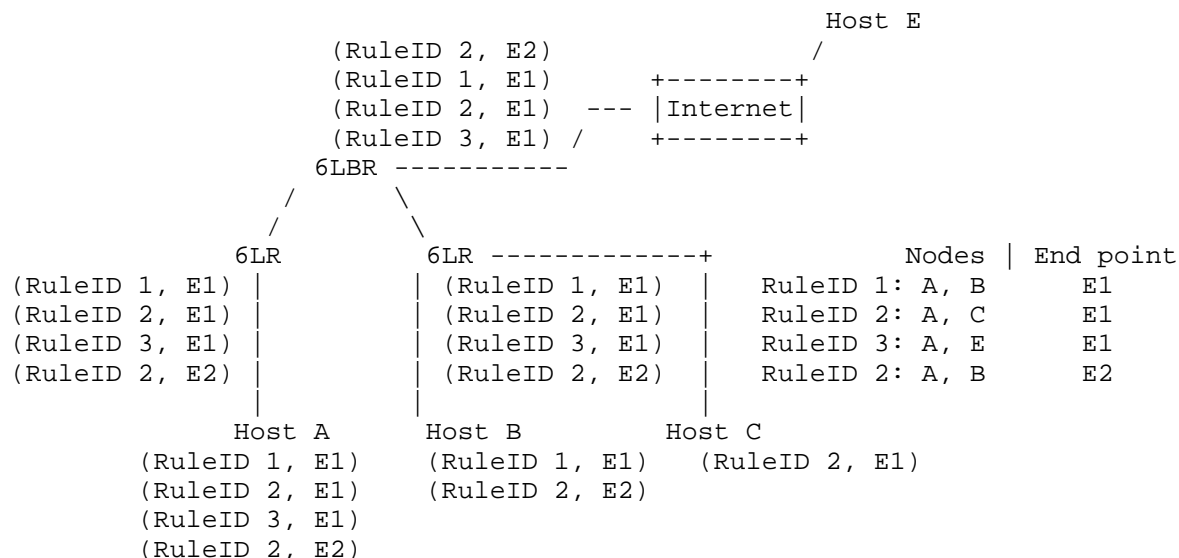 Host E
(RuleID 2, E2) /
(RuleID 1, E1) +--------+
(RuleID 2, E1) --- |Internet|
(RuleID 3, E1) / +--------+
6LBR -----------
/ \
/ \
6LR 6LR -------------+ Nodes | End point
(RuleID 1, E1) | | (RuleID 1, E1) | RuleID 1: A, B E1
(RuleID 2, E1) | | (RuleID 2, E1) | RuleID 2: A, C E1
(RuleID 3, E1) | | (RuleID 3, E1) | RuleID 3: A, E E1
(RuleID 2, E2) | | (RuleID 2, E2) | RuleID 2: A, B E2
| | |
Host A Host B Host C
(RuleID 1, E1) (RuleID 1, E1) (RuleID 2, E1)
(RuleID 2, E1) (RuleID 2, E2)
(RuleID 3, E1)
(RuleID 2, E2)